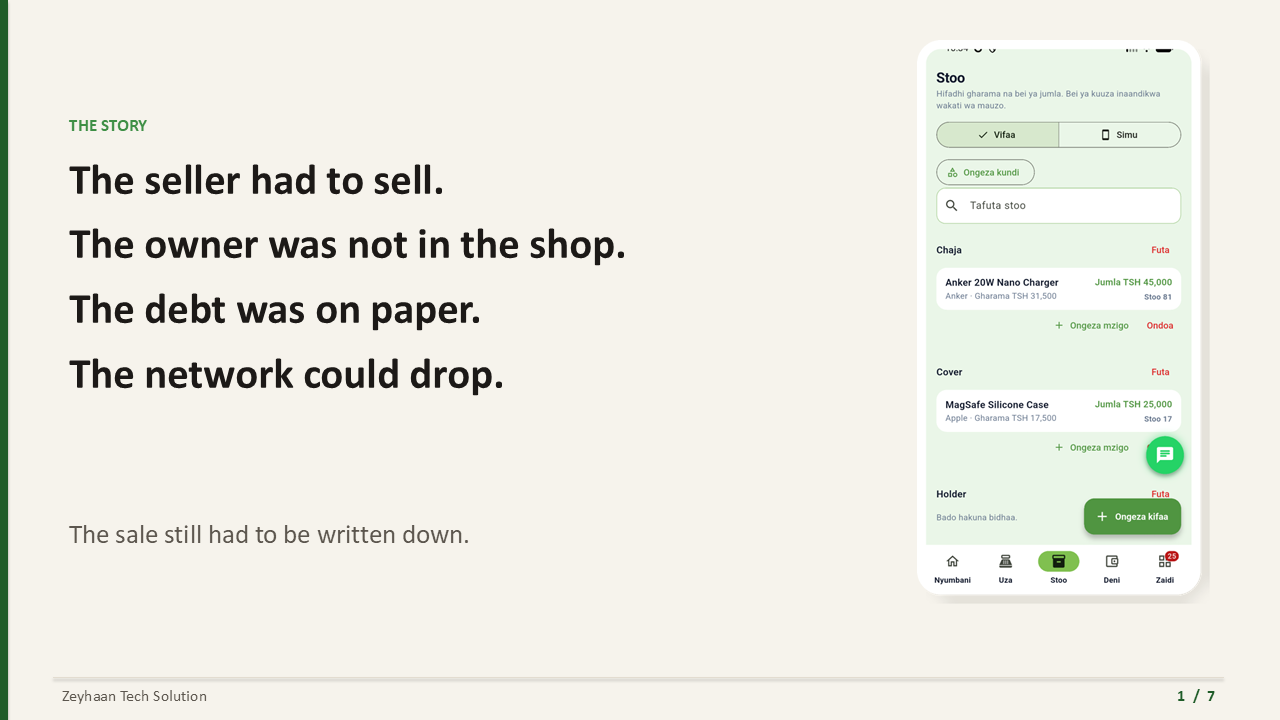 THE STORY
The seller had to sell.
The owner was not in the shop.
The debt was on paper.
The network could drop.
The sale still had to be written down.
Stoo
Hifadhi gharama na bei ya jumla. Bei ya kuuza inaandikwa
wakati wa mauzo.
Vifaa Simu
Ongeza kundi
Tafuta stoo
Chaja Futa
Anker 20W Nano Charger Jumla TSH 45,000
Anker · Gharama TSH 31,500 Stoo 81
+ Ongeza mzigo Ondoa
Cover Futa
MagSafe Silicone Case Jumla TSH 25,000
Apple · Gharama TSH 17,500 Stoo 17
+ Ongeza mzigo
Holder Futa
Bado hakuna bidhaa. + Ongeza kifaa
25
Nyumbani Uza Stoo Deni Zaidi
Zeyhaan Tech Solution 1 / 7